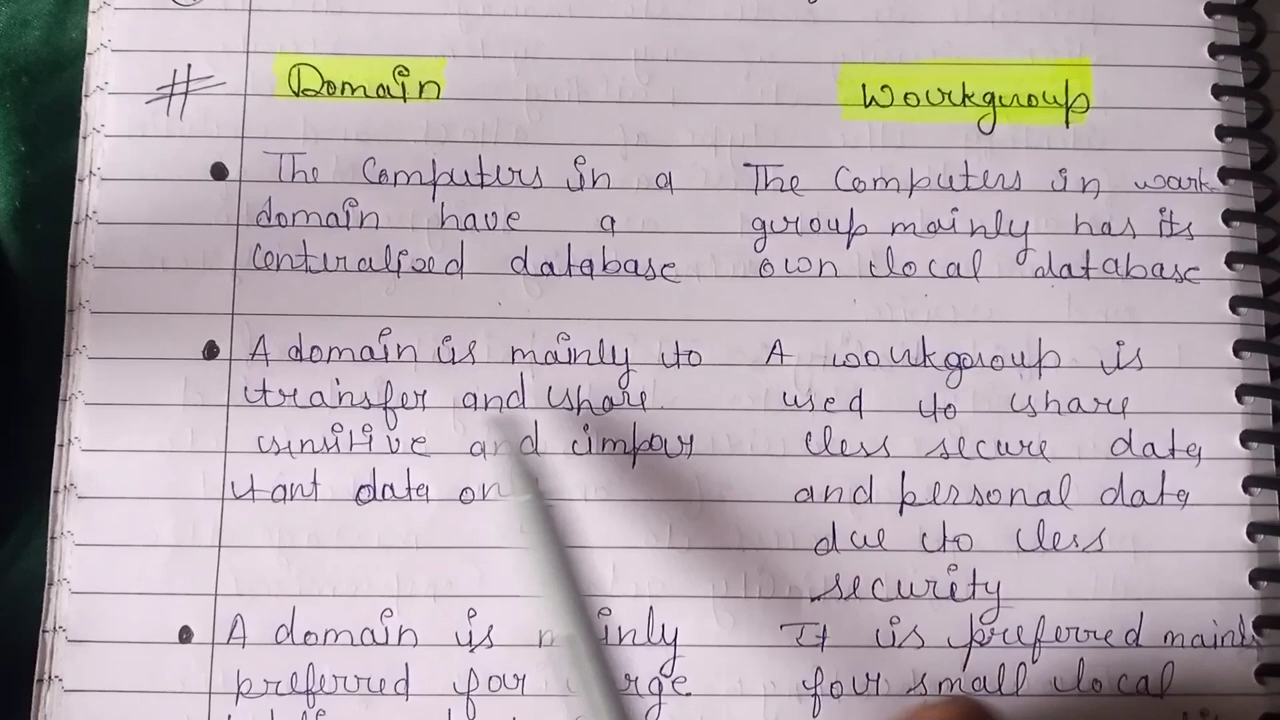 # Domain Workgroup
• The Computers in a
domain have a
Centeralized database
The Computers in work
group mainly has its
own local database
• A domain is mainly to
transfer and share
sensitive and impor
tant data on
A workgroup is
used to share
less secure data
and personal data
due to less
security
• A domain is
preferred for
It is preferred mainl
for small local